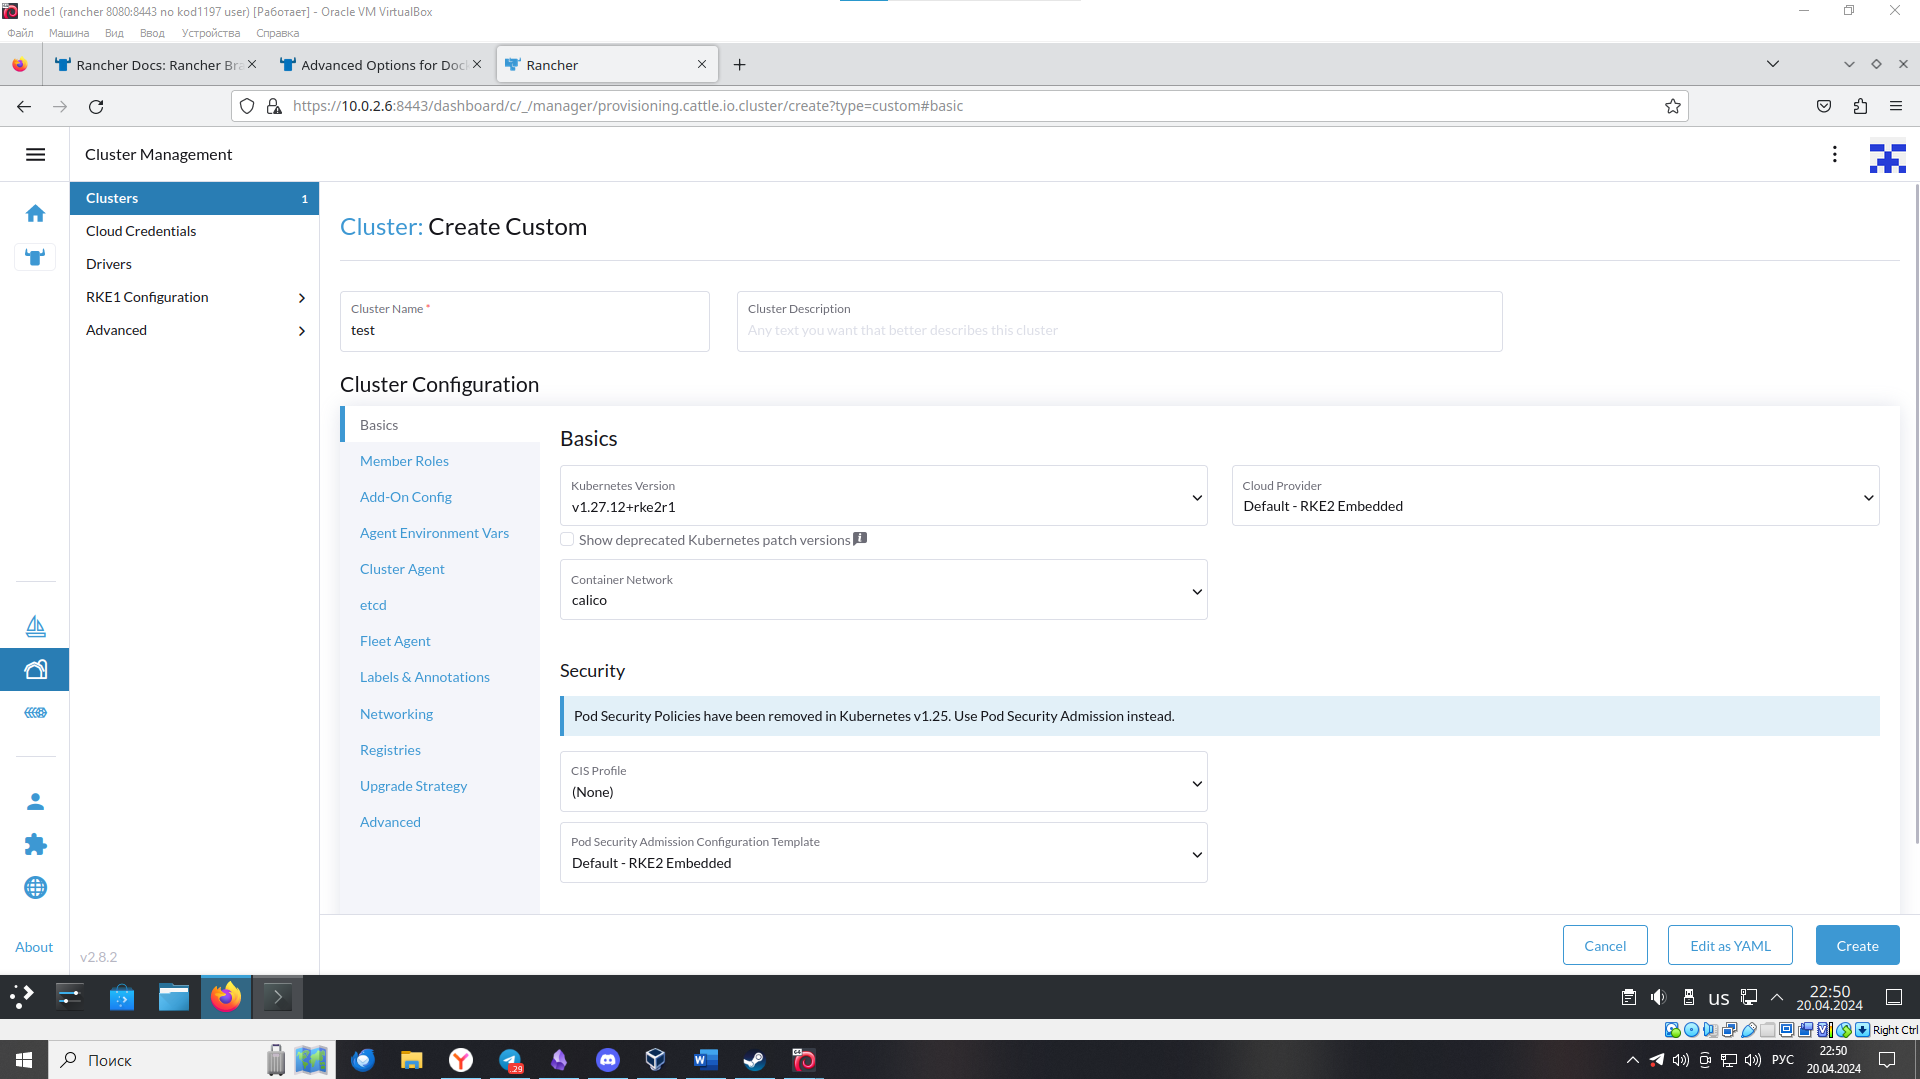 node1 (rancher 8080:8443 no kod1197 user) [Работает] - Oracle VM VirtualBox
Файл Машина Вид Ввод Устройства Справка
Rancher Docs: Rancher Bra
Advanced Options for Dock
Rancher
https://10.0.2.6:8443/dashboard/c/_/manager/provisioning.cattle.io.cluster/create?type=custom#basic
Cluster Management
Clusters 1
Cloud Credentials
Drivers
RKE1 Configuration
Advanced
Cluster: Create Custom
Cluster Name *
test
Cluster Description
Any text you want that better describes this cluster
Cluster Configuration
Basics
Member Roles
Add-On Config
Agent Environment Vars
Cluster Agent
etcd
Fleet Agent
Labels & Annotations
Networking
Registries
Upgrade Strategy
Advanced
Basics
Kubernetes Version
v1.27.12+rke2r1
Cloud Provider
Default - RKE2 Embedded
Show deprecated Kubernetes patch versions
Container Network
calico
Security
Pod Security Policies have been removed in Kubernetes v1.25. Use Pod Security Admission instead.
CIS Profile
(None)
Pod Security Admission Configuration Template
Default - RKE2 Embedded
Cancel
Edit as YAML
Create
About
v2.8.2
us
22:50
20.04.2024
Right Ctrl
Поиск
29
РУС
22:50
20.04.2024